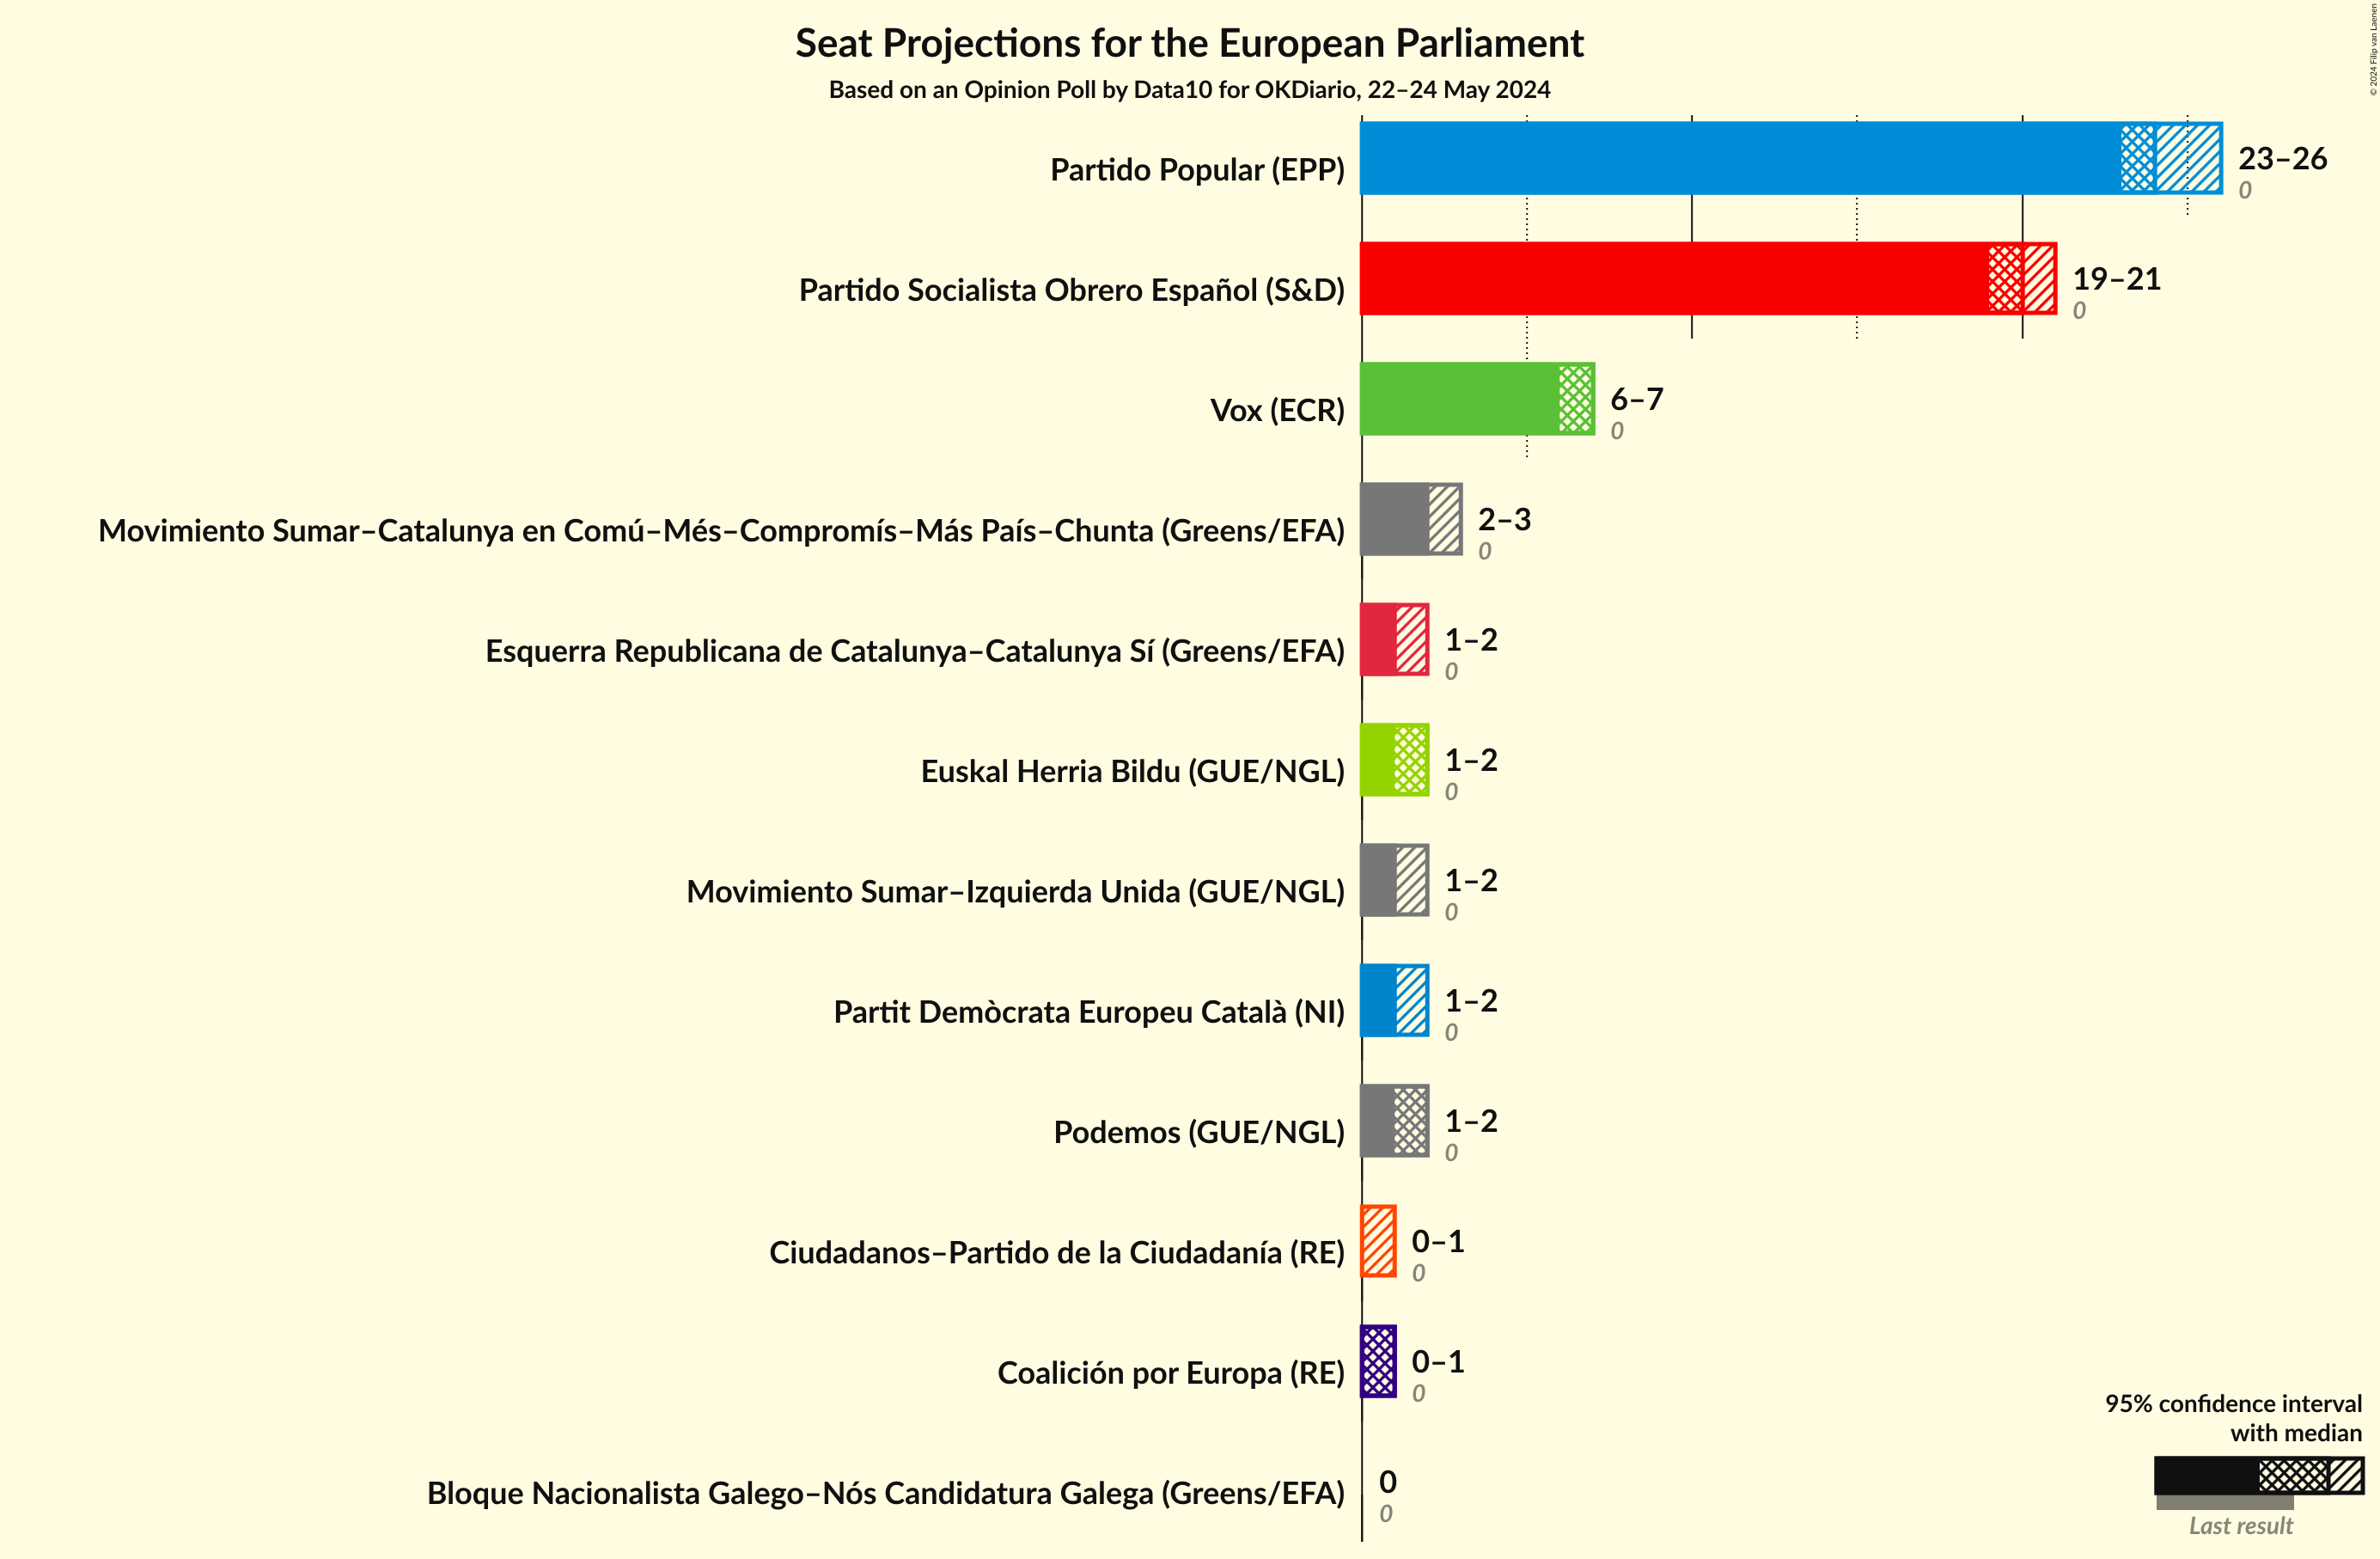 Seat Projections for the European Parliament
Based on an Opinion Poll by Data10 for OKDiario, 22–24 May 2024
© 2024 Filip van Laenen
Partido Popular (EPP)
23–26
0
Partido Socialista Obrero Español (S&D)
19–21
0
Vox (ECR)
6–7
0
Movimiento Sumar–Catalunya en Comú–Més–Compromís–Más País–Chunta (Greens/EFA)
2–3
0
Esquerra Republicana de Catalunya–Catalunya Sí (Greens/EFA)
1–2
0
Euskal Herria Bildu (GUE/NGL)
1–2
0
Movimiento Sumar–Izquierda Unida (GUE/NGL)
1–2
0
Partit Demòcrata Europeu Català (NI)
1–2
0
Podemos (GUE/NGL)
1–2
0
Ciudadanos–Partido de la Ciudadanía (RE)
0–1
0
Coalición por Europa (RE)
0–1
0
Bloque Nacionalista Galego–Nós Candidatura Galega (Greens/EFA)
0
0
95% confidence interval
with median
Last result